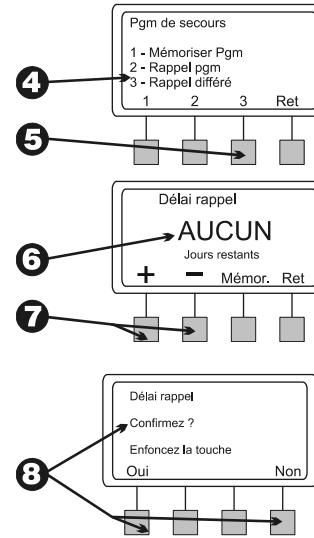 Pgm de secours
1 - Mémoriser Pgm
2 - Rappel pgm
4
3 - Rappel différé
1 2 3 Ret
5
Délai rappel
AUCUN
6
Jours restants
+ − Mémor. Ret
7
Délai rappel
Confirmez ?
Enfoncez la touche
8
Oui Non